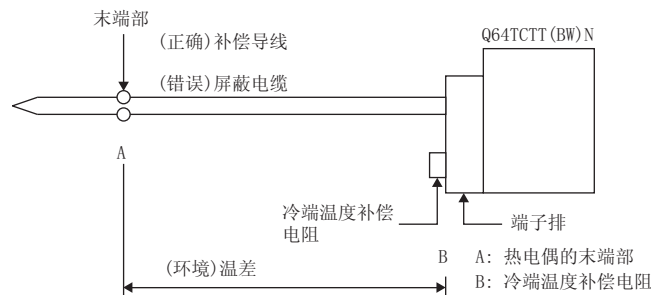 末端部
(正确)补偿导线
Q64TCTT(BW)N
(错误)屏蔽电缆
A
冷端温度补偿
电阻
端子排
B
A: 热电偶的末端部
(环境)温差
B: 冷端温度补偿电阻